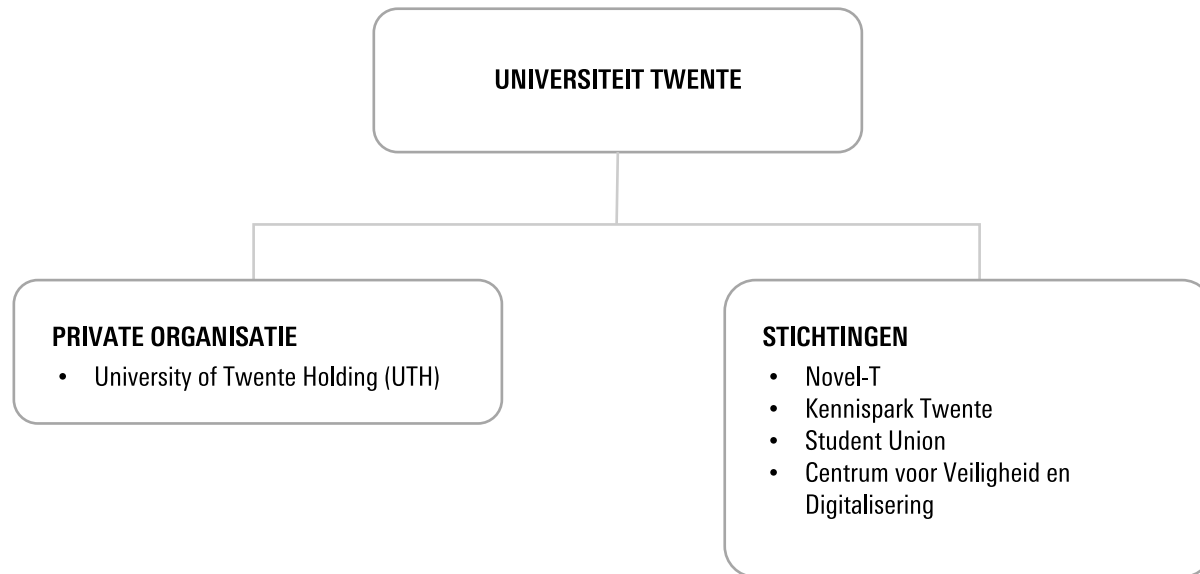 UNIVERSITEIT TWENTE
PRIVATE ORGANISATIE
• University of Twente Holding (UTH)
STICHTINGEN
• Novel-T
• Kennispark Twente
• Student Union
• Centrum voor Veiligheid en
Digitalisering